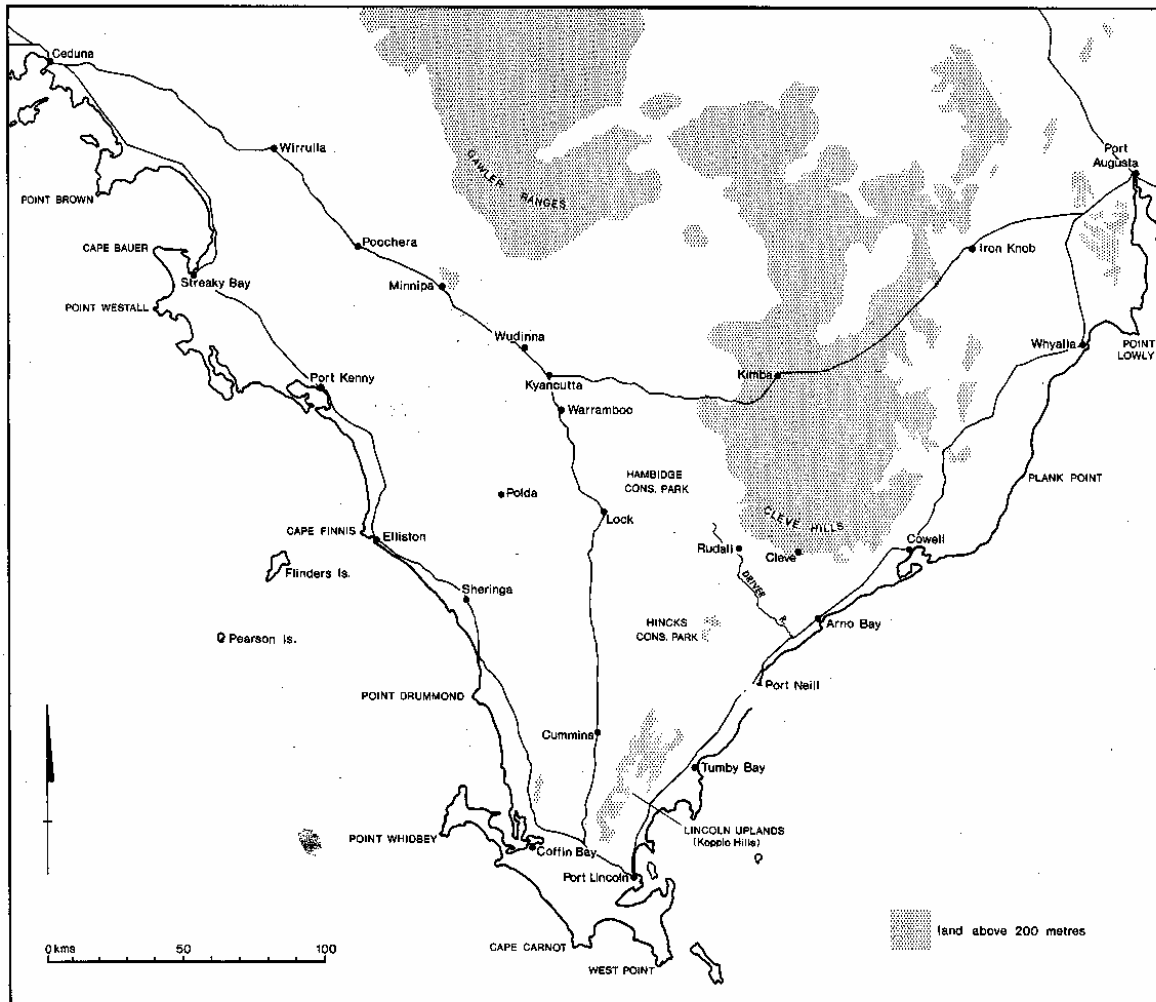 Ceduna
Wirrulla
GAWLER
RANGES
Port
Augusta
POINT BROWN
CAPE BAUER
Poochera
Iron Knob
Streaky Bay
Minnipa
POINT WESTALL
Wudinna
Whyalla
POINT
LOWLY
Port Kenny
Kyancutta
Kimba
Warramboo
HAMBIDGE
CONS. PARK
PLANK POINT
Polda
Lock
CLEVE HILLS
CAPE FINNIS
Elliston
Rudall
Cleve
Cowell
Flinders Is.
DRIVER
R.
Sheringa
HINCKS
CONS. PARK
Arno Bay
Pearson Is.
Port Neill
POINT DRUMMOND
Cummins
Tumby Bay
LINCOLN UPLANDS
(Koppio Hills)
POINT WHIDBEY
Coffin Bay
Port Lincoln
land above 200 metres
0 kms 50 100
CAPE CARNOT
WEST POINT